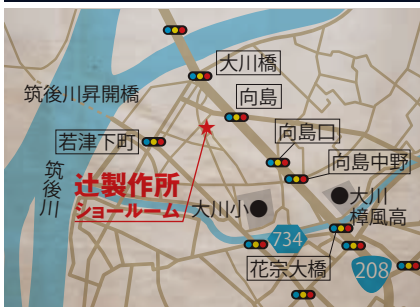 大川橋
筑後川昇開橋
向島
若津下町
向島口
向島中野
筑後川
辻製作所
ショールーム
大川小
大川
樟風高
734
花宗大橋
208